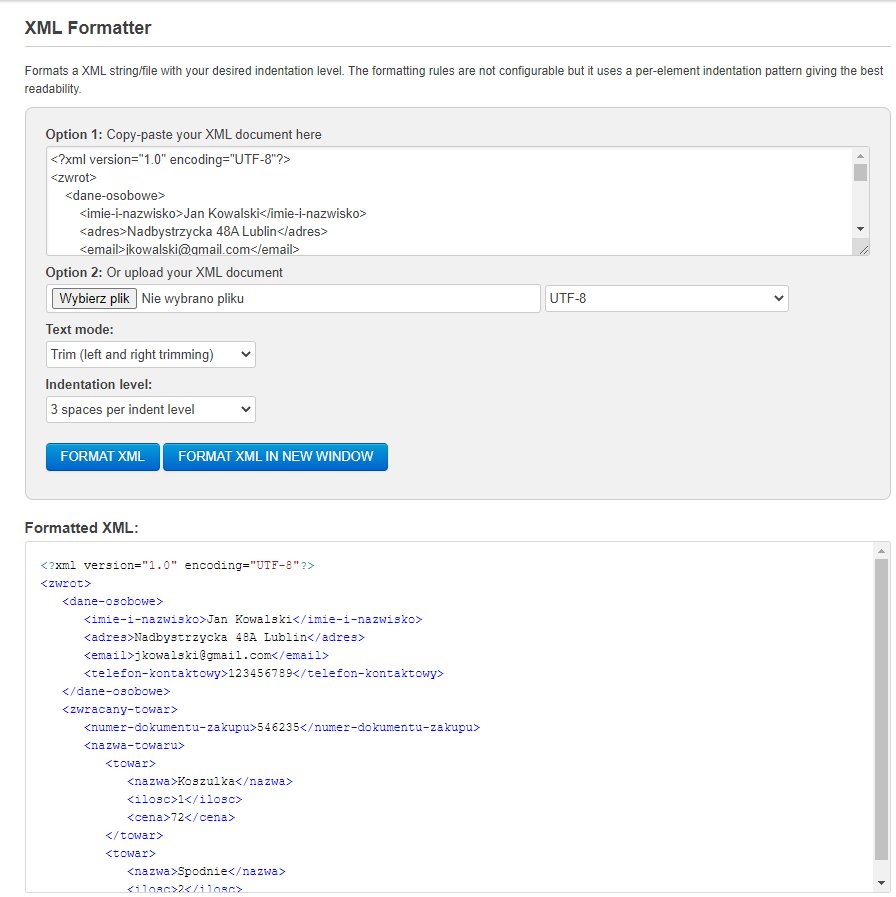 XML Formatter
Formats a XML string/file with your desired indentation level. The formatting rules are not configurable but it uses a per-element indentation pattern giving the best
readability.
Option 1: Copy-paste your XML document here
<?xml version="1.0" encoding="UTF-8"?>
<zwrot>
    <dane-osobowe>
        <imie-i-nazwisko>Jan Kowalski</imie-i-nazwisko>
        <adres>Nadbystrzycka 48A Lublin</adres>
        <email>jkowalski@gmail.com</email>
Option 2: Or upload your XML document
Wybierz plik Nie wybrano pliku UTF-8
Text mode:
Trim (left and right trimming)
Indentation level:
3 spaces per indent level
FORMAT XML FORMAT XML IN NEW WINDOW
Formatted XML:
<?xml version="1.0" encoding="UTF-8"?>
<zwrot>
   <dane-osobowe>
      <imie-i-nazwisko>Jan Kowalski</imie-i-nazwisko>
      <adres>Nadbystrzycka 48A Lublin</adres>
      <email>jkowalski@gmail.com</email>
      <telefon-kontaktowy>123456789</telefon-kontaktowy>
   </dane-osobowe>
   <zwracany-towar>
      <numer-dokumentu-zakupu>546235</numer-dokumentu-zakupu>
      <nazwa-towaru>
         <towar>
            <nazwa>Koszulka</nazwa>
            <ilosc>1</ilosc>
            <cena>72</cena>
         </towar>
         <towar>
            <nazwa>Spodnie</nazwa>
            <ilosc>2</ilosc>